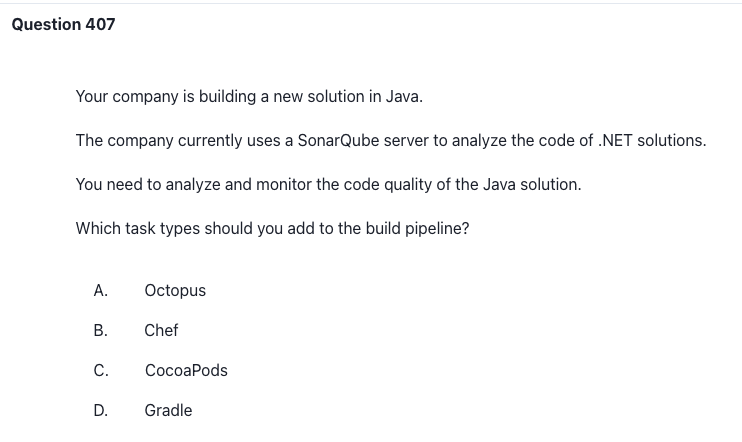 Question 407
Your company is building a new solution in Java.
The company currently uses a SonarQube server to analyze the code of .NET solutions.
You need to analyze and monitor the code quality of the Java solution.
Which task types should you add to the build pipeline?
A. Octopus
B. Chef
C. CocoaPods
D. Gradle